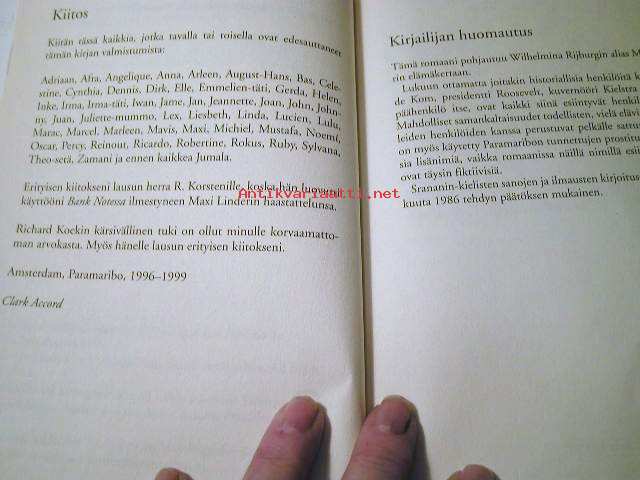 Kiitos
Kiitän tässä kaikkia, jotka tavalla tai toisella ovat edesauttaneet
tämän kirjan valmistumista:
Adriaan, Afra, Angelique, Anna, Arleen, August-Hans, Bas, Cele-
stine, Cynthia, Dennis, Dirk, Elle, Emmelien-täti, Gerda, Helen,
Inke, Irma, Irma-täti, Iwan, Jame, Jan, Jeannette, Joan, John, John-
ny, Juan, Juliette-mummo, Lex, Liesbeth, Linda, Lucien, Lulu,
Marac, Marcel, Marleen, Mavis, Maxi, Michiel, Mustafa, Noemi,
Oscar, Percy, Reinout, Ricardo, Robertine, Rokus, Ruby, Sylvana,
Theo-setä, Zamani ja ennen kaikkea Jumala.
Erityisen kiitokseni lausun herra R. Korstenille, koska hän luovutti
käyttööni Bank Notessa ilmestyneen Maxi Linderin haastattelunsa.
Richard Koekin kärsivällinen tuki on ollut minulle korvaamatto-
man arvokasta. Myös hänelle lausun erityisen kiitokseni.
Amsterdam, Paramaribo, 1996–1999
Clark Accord
Kirjailijan huomautus
Tämä romaani pohjautuu Wilhelmina Rijburgin alias M
rin elämäkertaan.
Lukuun ottamatta joitakin historiallisia henkilöinä k
de Kom, presidentti Roosevelt, kuvernööri Kielstra
päähenkilö itse, ovat kaikki siinä esiintyvät henkil
Mahdolliset samankaltaisuudet todellisten, vielä elävi
leiden henkilöiden kanssa perustuvat pelkälle sattu
on myös käytetty Paramaribon tunnettujen prostitu
sia lisänimiä, vaikka romaanissa näillä nimillä esii
ovat täysin fiktiivisiä.
Srananin-kielisten sanojen ja ilmausten kirjoitus
kuuta 1986 tehdyn päätöksen mukainen.
Antikvariaatti.net